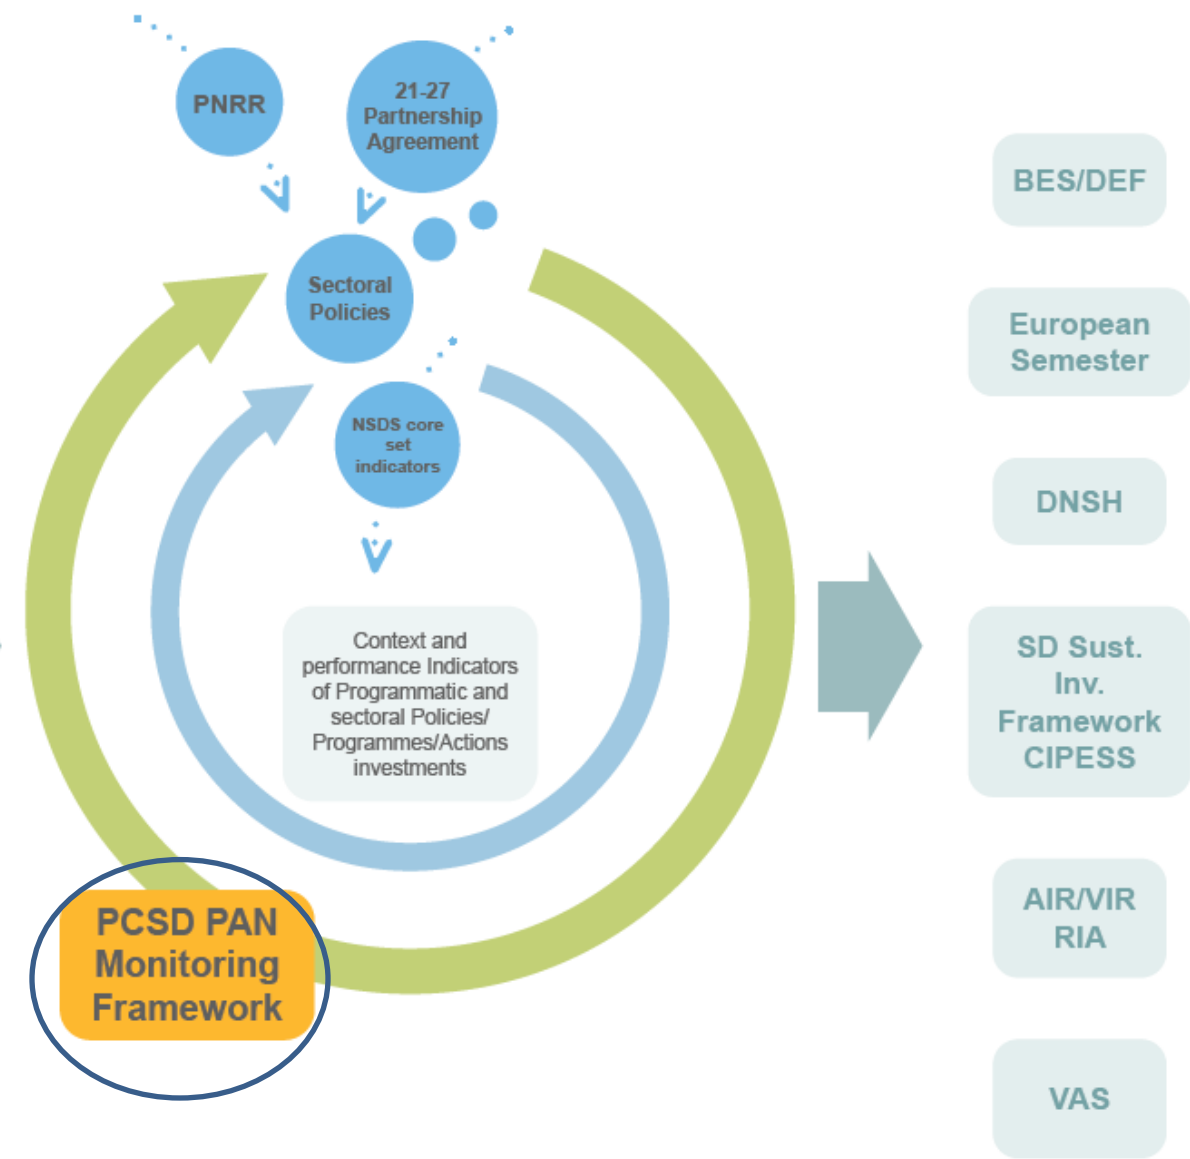 PNRR
21-27
Partnership
Agreement
Sectoral
Policies
NSDS core
set
indicators
Context and
performance Indicators
of Programmatic and
sectoral Policies/
Programmes/Actions
investments
PCSD PAN
Monitoring
Framework
BES/DEF
European
Semester
DNSH
SD Sust.
Inv.
Framework
CIPESS
AIR/VIR
RIA
VAS